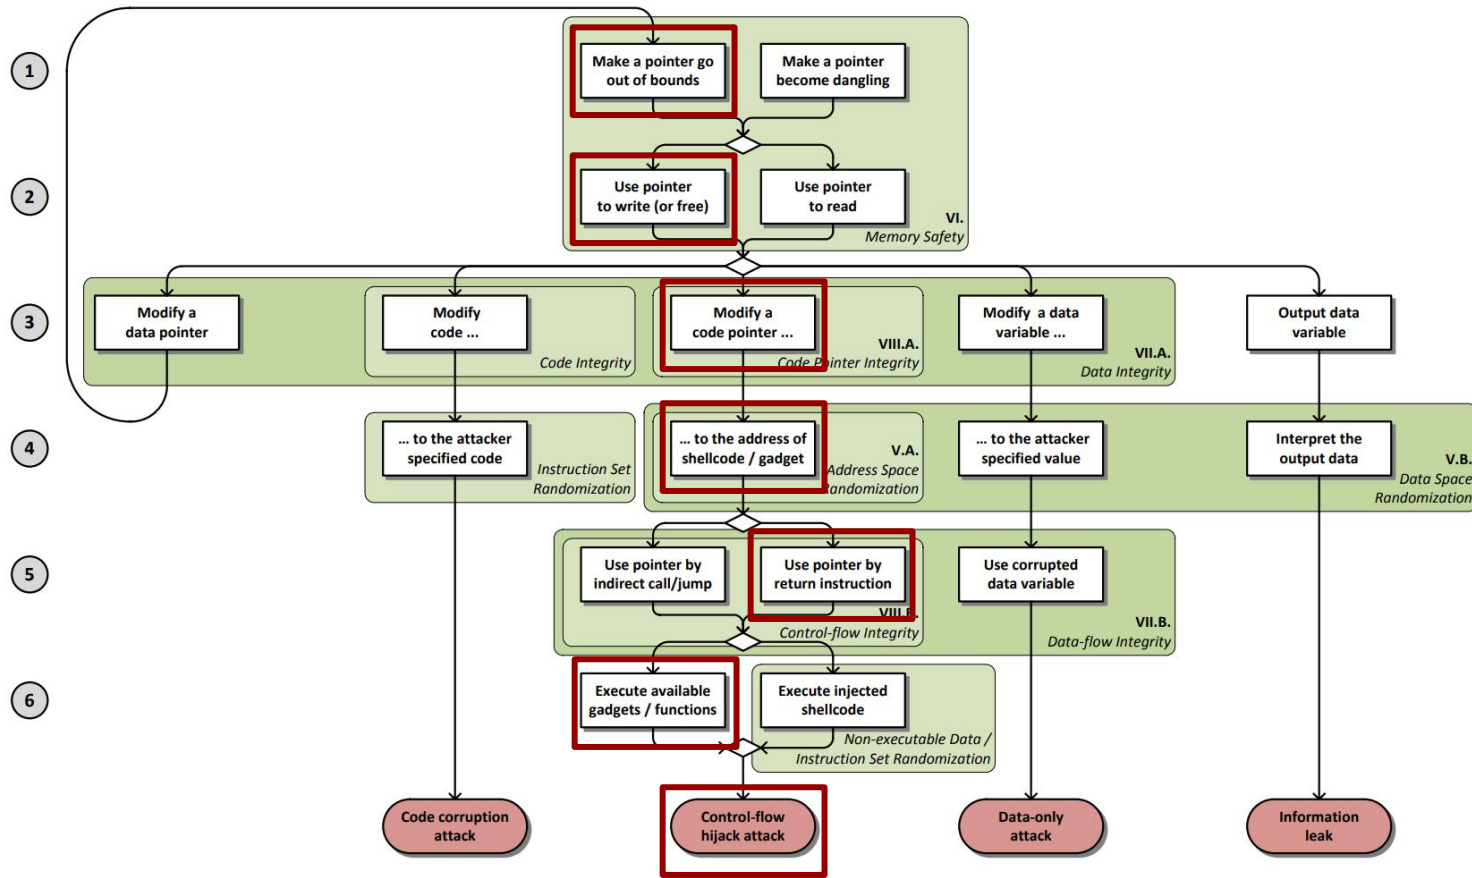 1
Make a pointer go
out of bounds
Make a pointer
become dangling
2
Use pointer
to write (or free)
Use pointer
to read
VI.
Memory Safety
3
Modify a
data pointer
Modify
code ...
Code Integrity
Modify a
code pointer ...
VIII.A.
Code Pointer Integrity
Modify a data
variable ...
VII.A.
Data Integrity
Output data
variable
4
... to the attacker
specified code
Instruction Set
Randomization
... to the address of
shellcode / gadget
V.A.
Address Space
Randomization
... to the attacker
specified value
Interpret the
output data
V.B.
Data Space
Randomization
5
Use pointer by
indirect call/jump
Use pointer by
return instruction
Control-flow Integrity
Use corrupted
data variable
VII.B.
Data-flow Integrity
6
Execute available
gadgets / functions
Execute injected
shellcode
Non-executable Data /
Instruction Set Randomization
Code corruption
attack
Control-flow
hijack attack
Data-only
attack
Information
leak